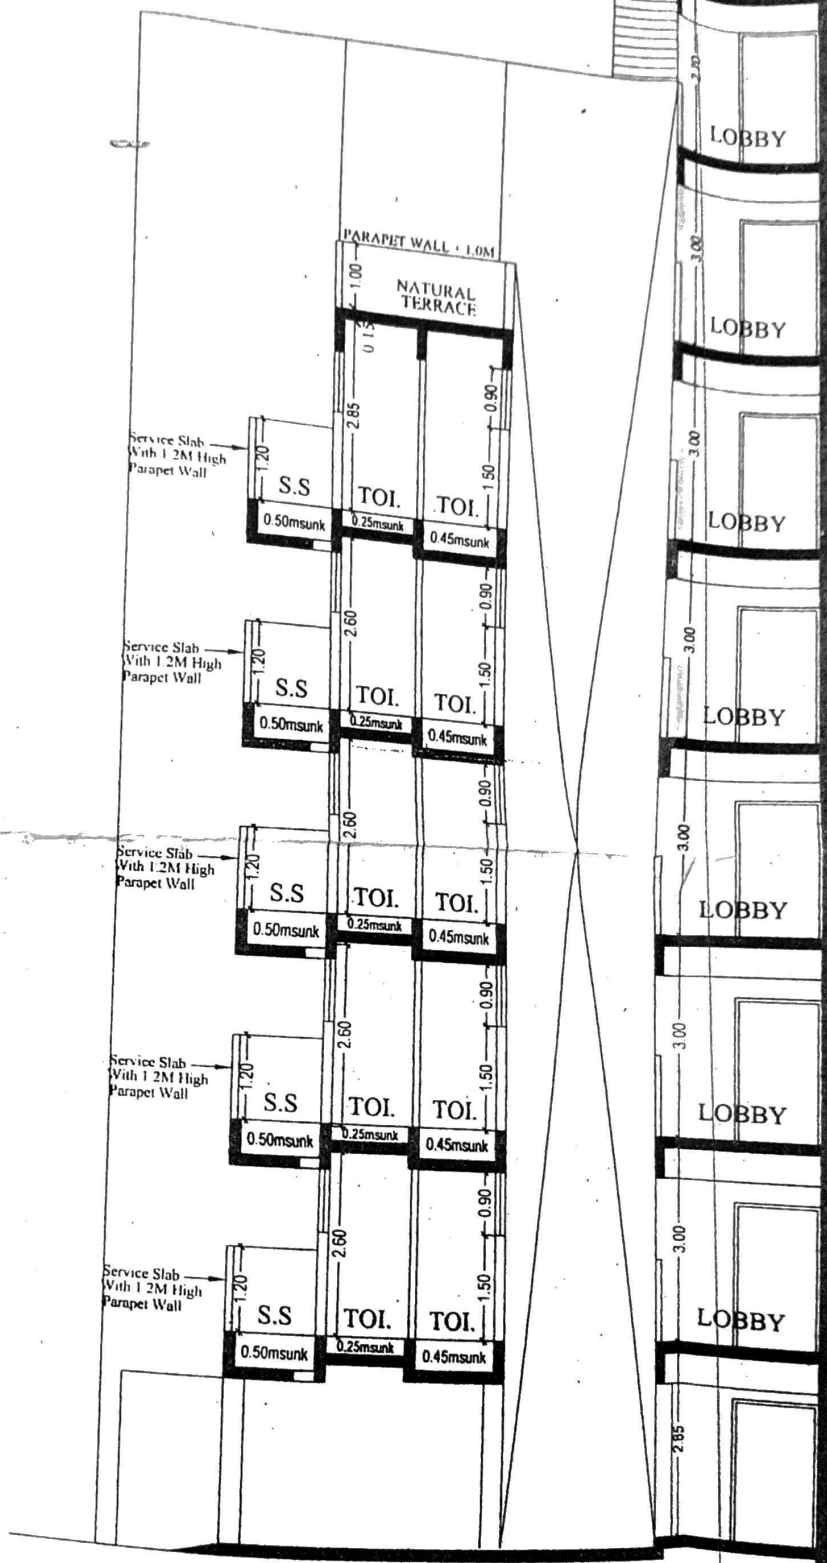 2.70
LOBBY
PARAPET WALL + 1.0M
1.00
NATURAL
TERRACE
3.00
LOBBY
2.85
0.90
3.00
Service Slab
With 1.2M High
Parapet Wall
1.20
S.S
TOI.
TOI.
1.50
LOBBY
0.50msunk
0.25msunk
0.45msunk
0.90
2.60
3.00
Service Slab
With 1.2M High
Parapet Wall
1.20
S.S
TOI.
TOI.
1.50
LOBBY
0.50msunk
0.25msunk
0.45msunk
0.90
2.60
3.00
Service Slab
With 1.2M High
Parapet Wall
1.20
S.S
TOI.
TOI.
1.50
LOBBY
0.50msunk
0.25msunk
0.45msunk
0.90
2.60
3.00
Service Slab
With 1.2M High
Parapet Wall
1.20
S.S
TOI.
TOI.
1.50
LOBBY
0.50msunk
0.25msunk
0.45msunk
0.90
2.60
3.00
Service Slab
With 1.2M High
Parapet Wall
1.20
S.S
TOI.
TOI.
1.50
LOBBY
0.50msunk
0.25msunk
0.45msunk
2.85